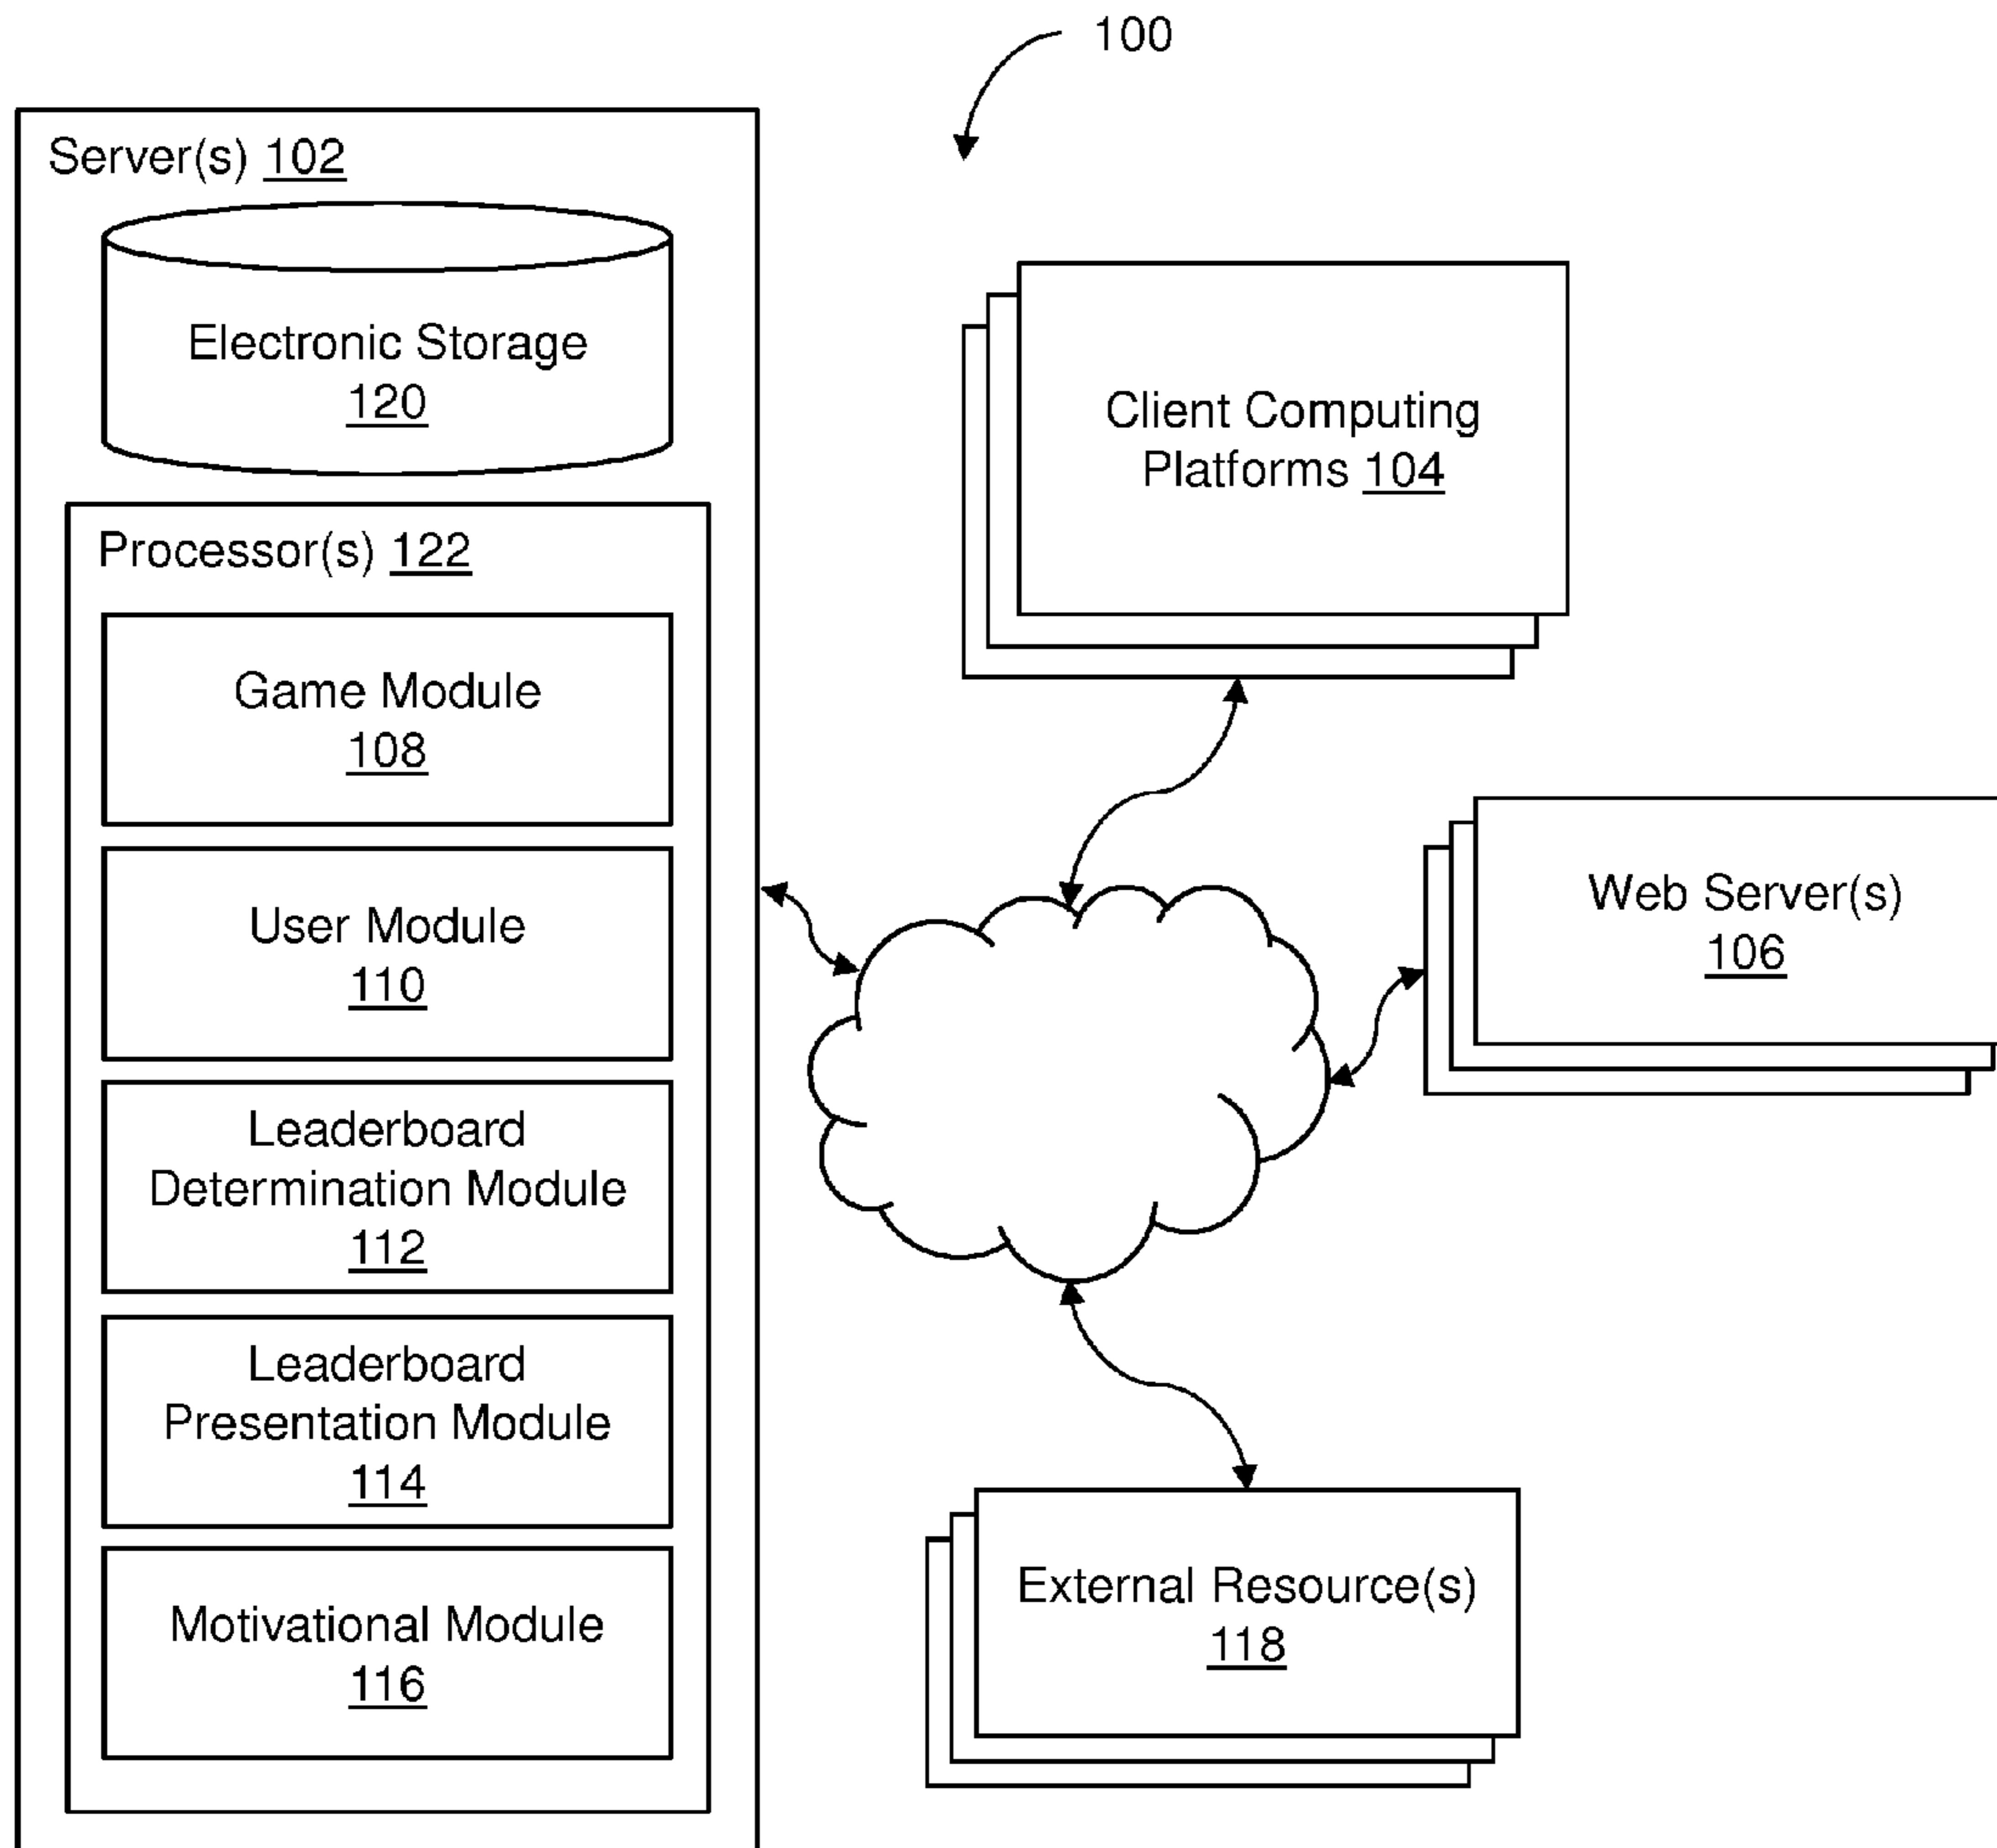 100
Server(s) 102
Electronic Storage
120
Processor(s) 122
Game Module
108
User Module
110
Leaderboard
Determination Module
112
Leaderboard
Presentation Module
114
Motivational Module
116
Client Computing
Platforms 104
Web Server(s)
106
External Resource(s)
118